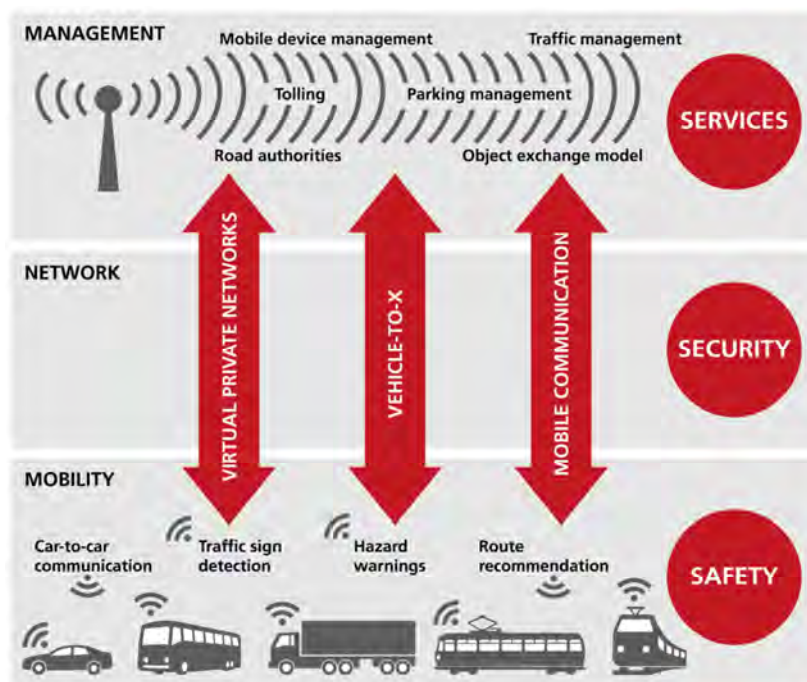 MANAGEMENT
Mobile device management
Traffic management
Tolling
Parking management
SERVICES
Road authorities
Object exchange model
VIRTUAL PRIVATE NETWORKS
VEHICLE-TO-X
MOBILE COMMUNICATION
NETWORK
SECURITY
MOBILITY
Car-to-car
communication
Traffic sign
detection
Hazard
warnings
Route
recommendation
SAFETY